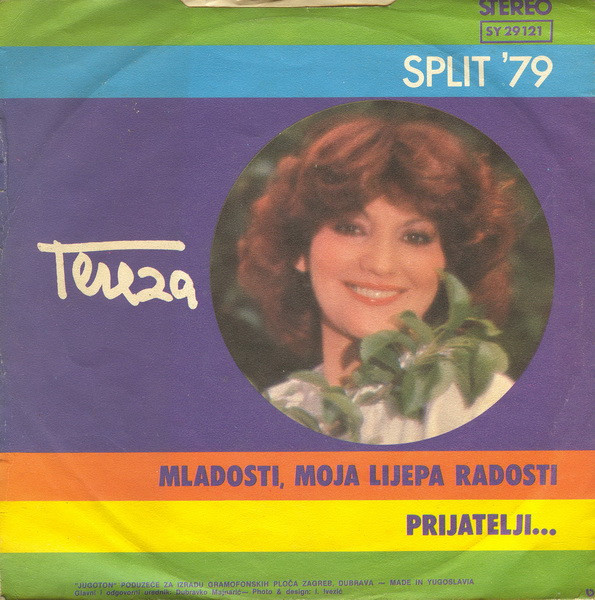 STEREO
SY 29121
SPLIT '79
Tereza
MLADOSTI, MOJA LIJEPA RADOSTI
PRIJATELJI...
"JUGOTON" PODUZEĆE ZA IZRADU GRAMOFONSKIH PLOČA ZAGREB, DUBRAVA — MADE IN YUGOSLAVIA
Glavni i odgovorni urednik: Dubravko Majnarić — Photo & design: I. Ivezić